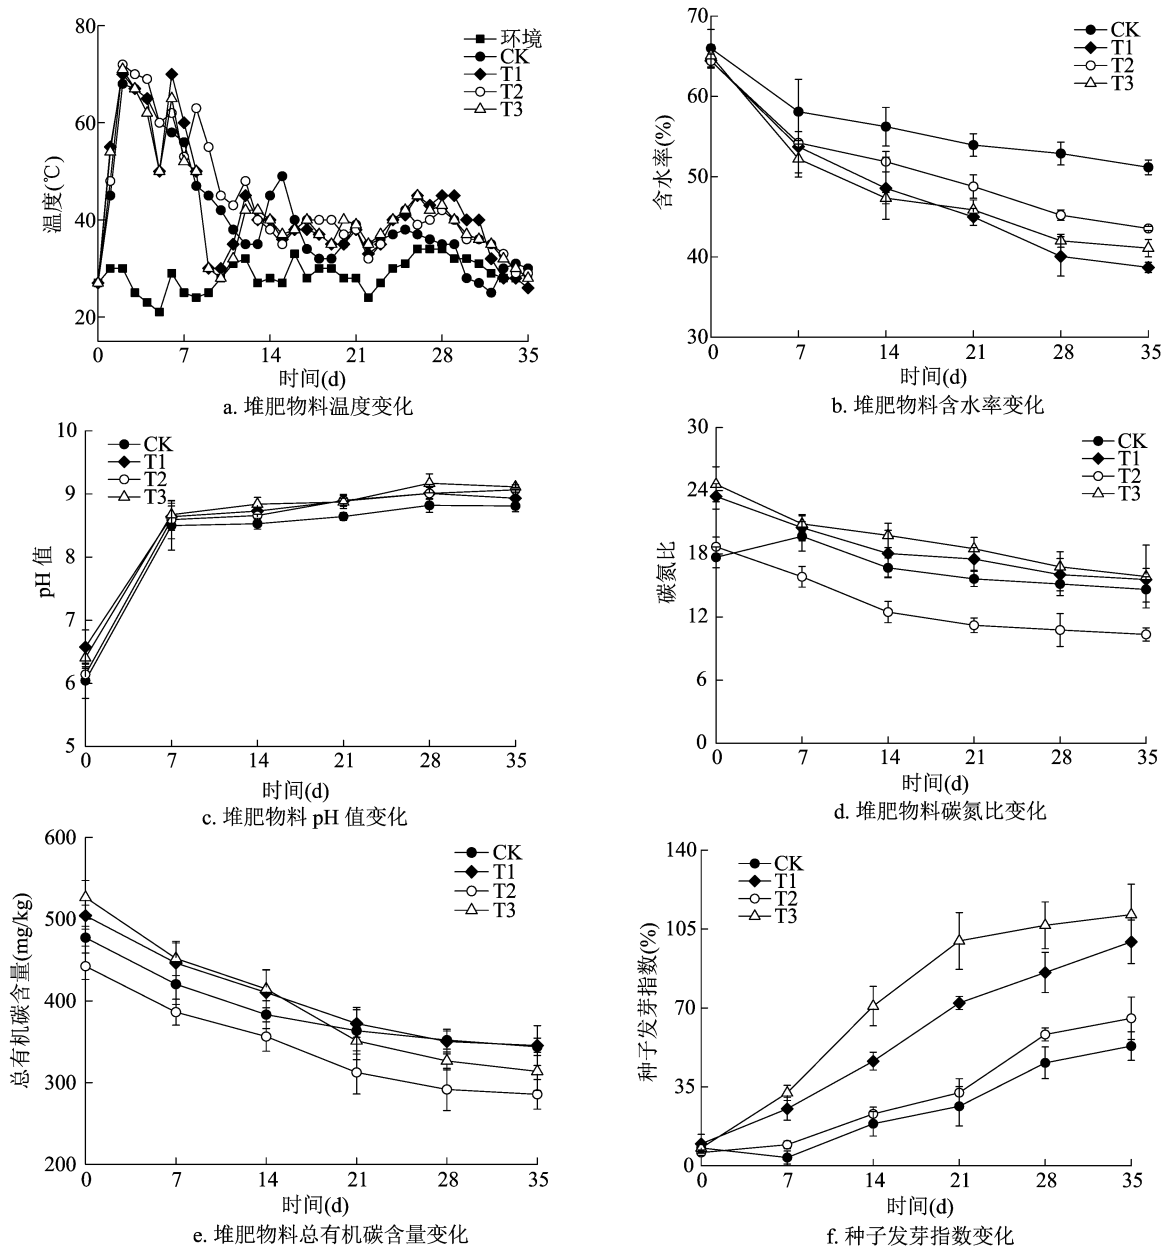 80
60
40
20
温度(℃)
环境
CK
T1
T2
T3
0 7 14 21 28 35
时间(d)
a. 堆肥物料温度变化
70
60
50
40
30
含水率(%)
CK
T1
T2
T3
0 7 14 21 28 35
时间(d)
b. 堆肥物料含水率变化
10
9
8
7
6
5
pH 值
CK
T1
T2
T3
0 7 14 21 28 35
时间(d)
c. 堆肥物料 pH 值变化
30
24
18
12
6
0
碳氮比
CK
T1
T2
T3
0 7 14 21 28 35
时间(d)
d. 堆肥物料碳氮比变化
600
500
400
300
200
总有机碳含量(mg/kg)
CK
T1
T2
T3
0 7 14 21 28 35
时间(d)
e. 堆肥物料总有机碳含量变化
140
105
70
35
0
种子发芽指数(%)
CK
T1
T2
T3
0 7 14 21 28 35
时间(d)
f. 种子发芽指数变化